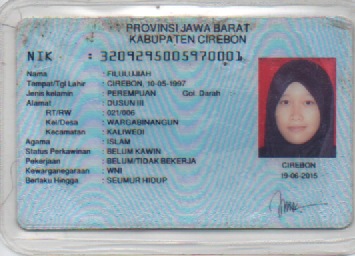 PROVINSI JAWA BARAT
KABUPATEN CIREBON
NIK : 3209295005970001
Nama : FILULUJIAH
Tempat/Tgl Lahir : CIREBON, 10-05-1997
Jenis kelamin : PEREMPUAN Gol. Darah
Alamat : DUSUN III
RT/RW : 021/006
Kel/Desa : WARGABINANGUN
Kecamatan : KALIWEDI
Agama : ISLAM
Status Perkawinan : BELUM KAWIN
Pekerjaan : BELUM/TIDAK BEKERJA
Kewarganegaraan : WNI
Berlaku Hingga : SEUMUR HIDUP
CIREBON
19-06-2015